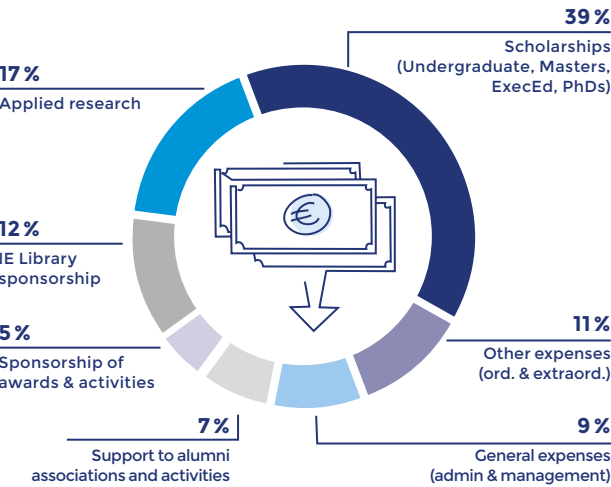 39 %
Scholarships
(Undergraduate, Masters,
ExecEd, PhDs)
17 %
Applied research
12 %
IE Library
sponsorship
5 %
Sponsorship of
awards & activities
11 %
Other expenses
(ord. & extraord.)
7 %
Support to alumni
associations and activities
9 %
General expenses
(admin & management)
€